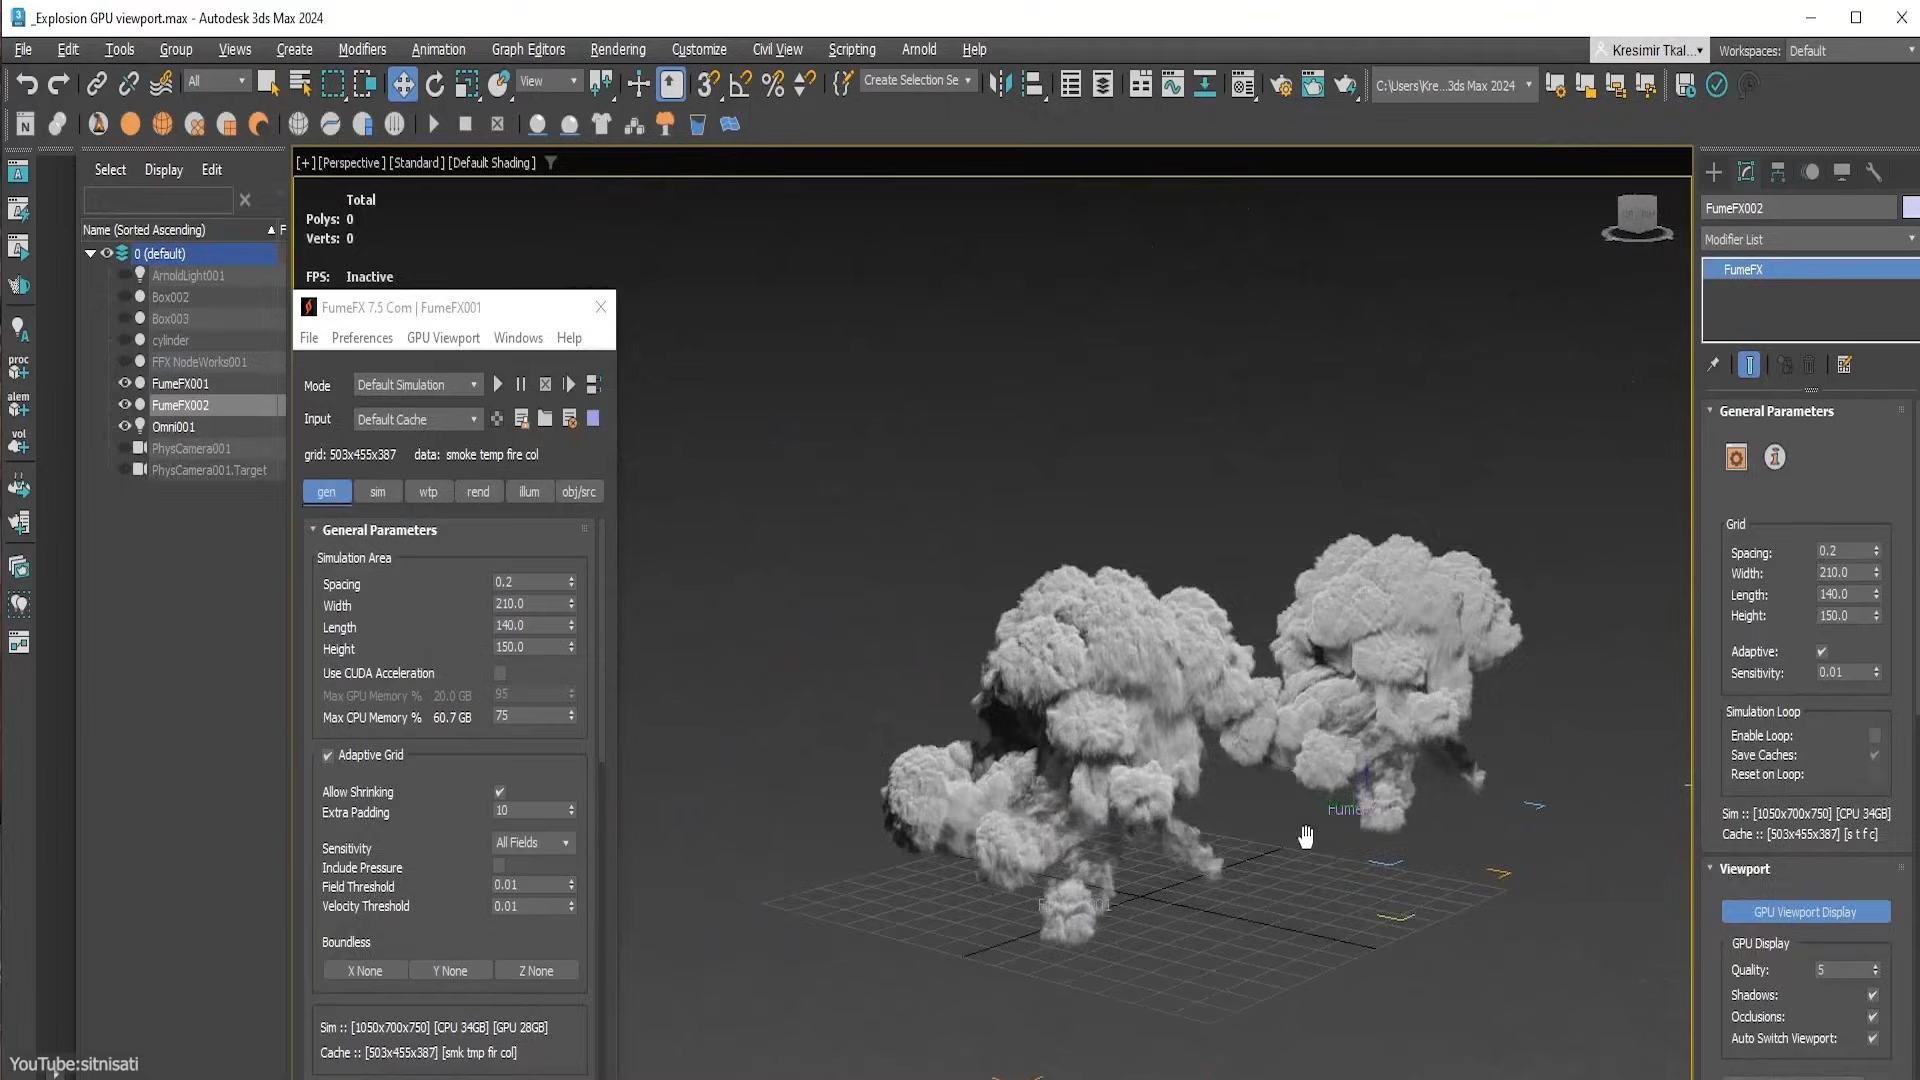 _Explosion GPU viewport.max - Autodesk 3ds Max 2024
File Edit Tools Group Views Create Modifiers Animation Graph Editors Rendering Customize Civil View Scripting Arnold Help
Kresimir Tkal... Workspaces: Default
All View Create Selection Se C:\Users\Kre...3ds Max 2024
Select Display Edit
[+] [Perspective] [Standard] [Default Shading]
Name (Sorted Ascending) F
0 (default)
ArnoldLight001
Box002
Box003
cylinder
FFX NodeWorks001
FumeFX001
FumeFX002
Omni001
PhysCamera001
PhysCamera001.Target
proc
alem
vol
Total
Polys: 0
Verts: 0
FPS: Inactive
FumeFX 7.5 Com | FumeFX001
File Preferences GPU Viewport Windows Help
Mode Default Simulation
Input Default Cache
grid: 503x455x387 data: smoke temp fire col
gen sim wtp rend illum obj/src
General Parameters
Simulation Area
Spacing 0.2
Width 210.0
Length 140.0
Height 150.0
Use CUDA Acceleration
Max GPU Memory % 20.0 GB 95
Max CPU Memory % 60.7 GB 75
Adaptive Grid
Allow Shrinking
Extra Padding 10
Sensitivity All Fields
Include Pressure
Field Threshold 0.01
Velocity Threshold 0.01
Boundless
X None Y None Z None
Sim :: [1050x700x750] [CPU 34GB] [GPU 28GB]
Cache :: [503x455x387] [smk tmp fir col]
FumeFX002
Modifier List
FumeFX
General Parameters
Grid
Spacing: 0.2
Width: 210.0
Length: 140.0
Height: 150.0
Adaptive:
Sensitivity: 0.01
Simulation Loop
Enable Loop:
Save Caches:
Reset on Loop:
Sim :: [1050x700x750] [CPU 34GB]
Cache :: [503x455x387] [s t f c]
Viewport
GPU Viewport Display
GPU Display
Quality: 5
Shadows:
Occlusions:
Auto Switch Viewport:
YouTube:sitnisati